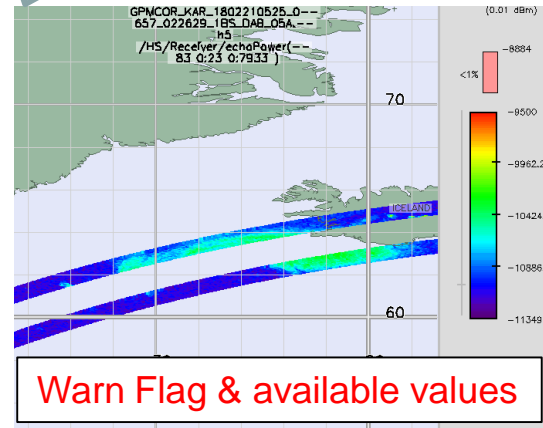 GPMCOR_KAR_1802210525_0--
657_022629_1BS_DAB_05A.--
h5
/HS/Receiver/echoPower(--
83 0:23 0:7933 )
(0.01 dBm)
-8884
<1%
-9500
-9962.2
-10424
-10886
-11349
70
ICELAND
60
Warn Flag & available values